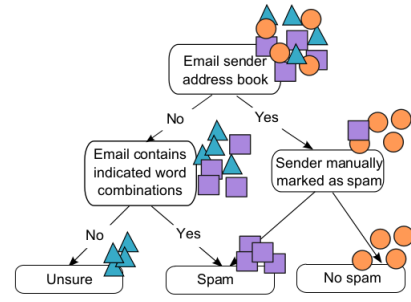 Email sender
address book
No
Yes
Email contains
indicated word
combinations
Sender manually
marked as spam
No
Yes
Unsure
Spam
No spam